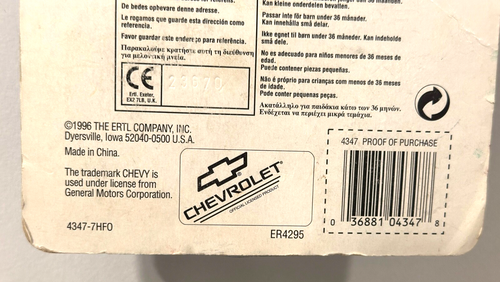 De bedes opbevare denne adresse.
Le rogamos que guarde esta dirección como
referencia.
Favor guardar este endereço para referência.
Παρακαλούμε κρατήστε αυτή τη διεύθυνση
για μελοντική μνεία.
CE
Ertl. Exeter.
EX2 7LB, U.K.
Kan kleine onderdelen bevatten.
Passar inte för barn under 36 månader.
Kan innehålla små delar.
Ikke egnet til barn under 36 måneder. Kan indeholde
små dele.
No es adecuado para niños menores de 36 meses de
edad.
Puede contener piezas pequeñas.
Não é próprio para crianças com menos de 36 meses
de idade.
Pode conter pequenas peças.
Ακατάλληλο για παιδάκια κάτω των 36 μηνών.
Ενδέχεται να περιέχει μικρά τεμάχια.
©1996 THE ERTL COMPANY, INC.
Dyersville, Iowa 52040-0500 U.S.A.
Made in China.
The trademark CHEVY is
used under license from
General Motors Corporation.
4347-7HFO
CHEVROLET
OFFICIAL LICENSED PRODUCT
ER4295
4347 PROOF OF PURCHASE
0 36881 04347 8